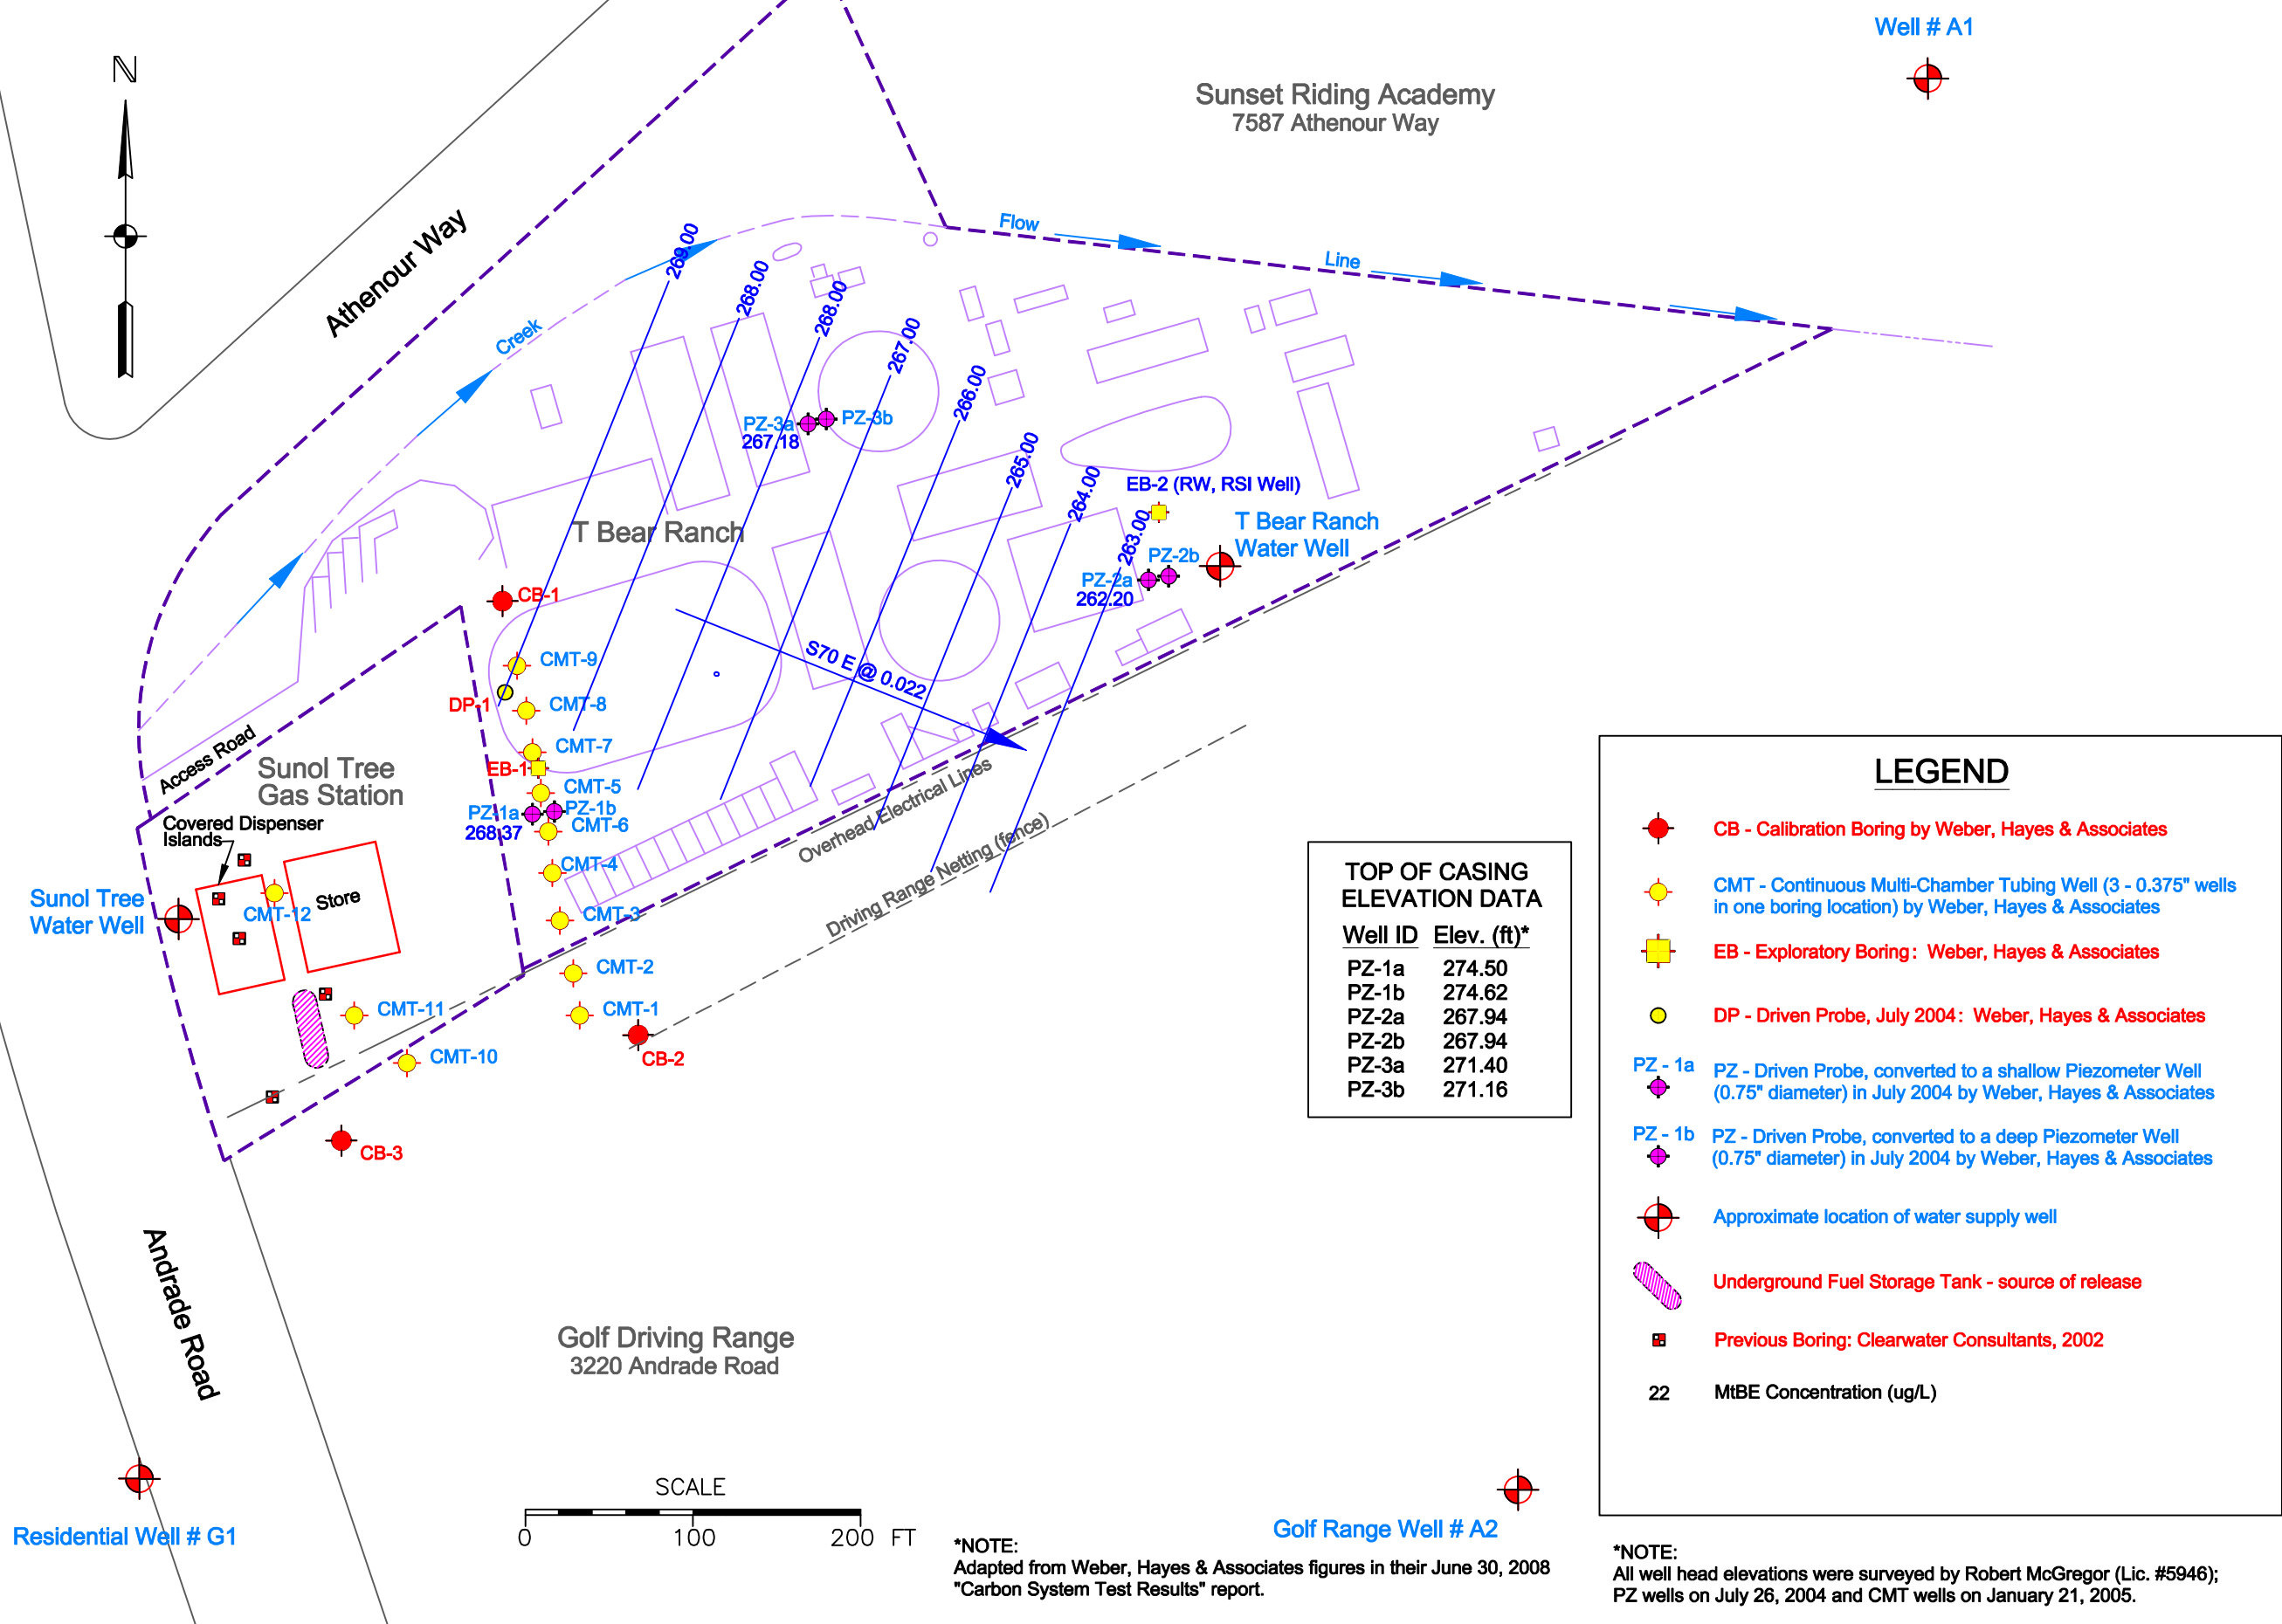 N
Well # A1
Sunset Riding Academy
7587 Athenour Way
Athenour Way
Flow
Line
Creek
269.00
268.00
268.00
267.00
266.00
265.00
264.00
263.00
PZ-3a
267.18
PZ-3b
EB-2 (RW, RSI Well)
T Bear Ranch
T Bear Ranch
Water Well
PZ-2b
PZ-2a
262.20
CB-1
CMT-9
DP-1
CMT-8
S70 E @ 0.022
CMT-7
EB-1
CMT-5
PZ-1a
268.37
PZ-1b
CMT-6
CMT-4
CMT-3
CMT-2
CMT-1
CB-2
Access Road
Sunol Tree
Gas Station
Covered Dispenser
Islands
Store
CMT-12
Sunol Tree
Water Well
CMT-11
CMT-10
CB-3
Overhead Electrical Lines
Driving Range Netting (fence)
Andrade Road
Golf Driving Range
3220 Andrade Road
Residential Well # G1
Golf Range Well # A2
SCALE
0 100 200 FT
*NOTE:
Adapted from Weber, Hayes & Associates figures in their June 30, 2008
"Carbon System Test Results" report.
TOP OF CASING
ELEVATION DATA
Well ID Elev. (ft)*
PZ-1a 274.50
PZ-1b 274.62
PZ-2a 267.94
PZ-2b 267.94
PZ-3a 271.40
PZ-3b 271.16
LEGEND
CB - Calibration Boring by Weber, Hayes & Associates
CMT - Continuous Multi-Chamber Tubing Well (3 - 0.375" wells
in one boring location) by Weber, Hayes & Associates
EB - Exploratory Boring: Weber, Hayes & Associates
DP - Driven Probe, July 2004: Weber, Hayes & Associates
PZ - 1a
PZ - Driven Probe, converted to a shallow Piezometer Well
(0.75" diameter) in July 2004 by Weber, Hayes & Associates
PZ - 1b
PZ - Driven Probe, converted to a deep Piezometer Well
(0.75" diameter) in July 2004 by Weber, Hayes & Associates
Approximate location of water supply well
Underground Fuel Storage Tank - source of release
Previous Boring: Clearwater Consultants, 2002
22 MtBE Concentration (ug/L)
*NOTE:
All well head elevations were surveyed by Robert McGregor (Lic. #5946);
PZ wells on July 26, 2004 and CMT wells on January 21, 2005.